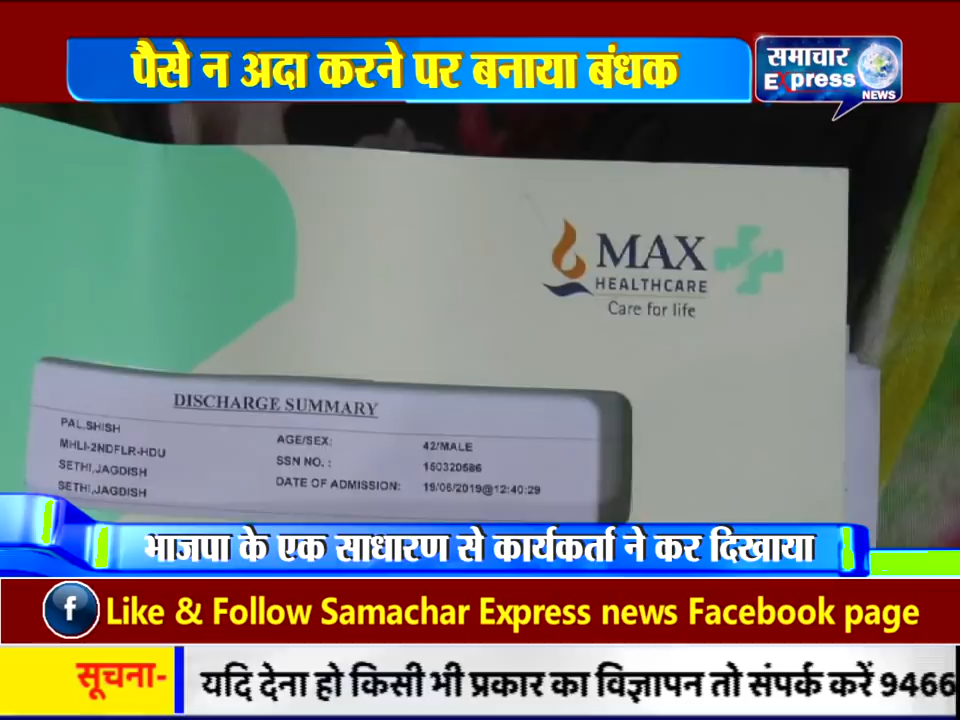 पैसे न अदा करने पर बनाया बंधक
समाचार
Express
NEWS
MAX
HEALTHCARE
Care for life
DISCHARGE SUMMARY
PAL,SHISH
MHLI-2NDFLR-HDU
AGE/SEX: 42/MALE
SETHI,JAGDISH
SSN NO. : 150320586
SETHI,JAGDISH
DATE OF ADMISSION: 19/06/2019@12:40:29
भाजपा के एक साधारण से कार्यकर्ता ने कर दिखाया
f Like & Follow Samachar Express news Facebook page
सूचना- यदि देना हो किसी भी प्रकार का विज्ञापन तो संपर्क करें 9466